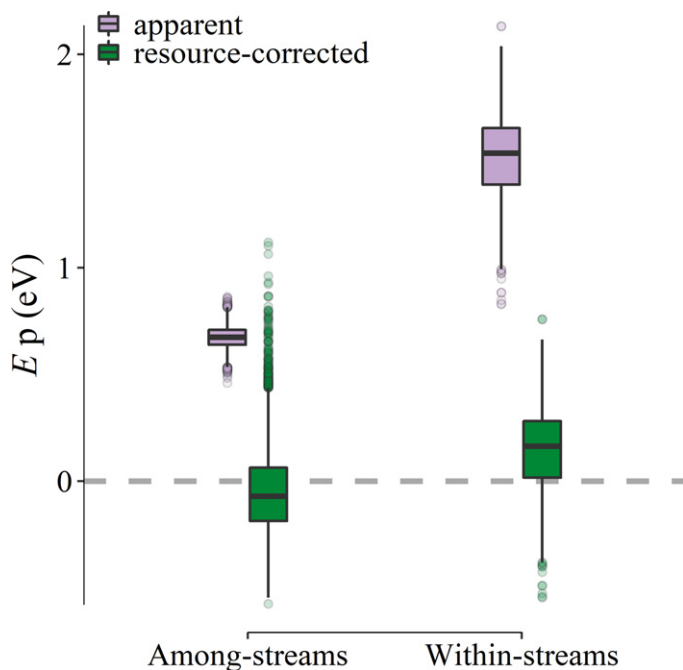 apparent
resource-corrected
2
1
0
E p (eV)
Among-streams
Within-streams